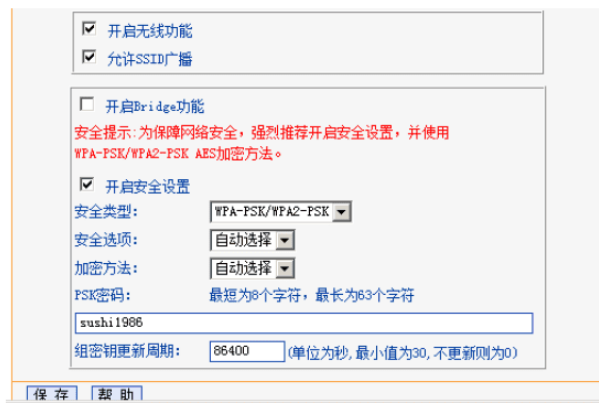 开启无线功能
允许SSID广播
开启Bridge功能
安全提示:为保障网络安全，强烈推荐开启安全设置，并使用
WPA-PSK/WPA2-PSK AES加密方法。
开启安全设置
安全类型： WPA-PSK/WPA2-PSK
安全选项： 自动选择
加密方法： 自动选择
PSK密码： 最短为8个字符，最长为63个字符
sushi1986
组密钥更新周期： 86400 (单位为秒,最小值为30,不更新则为0)
保 存 帮 助